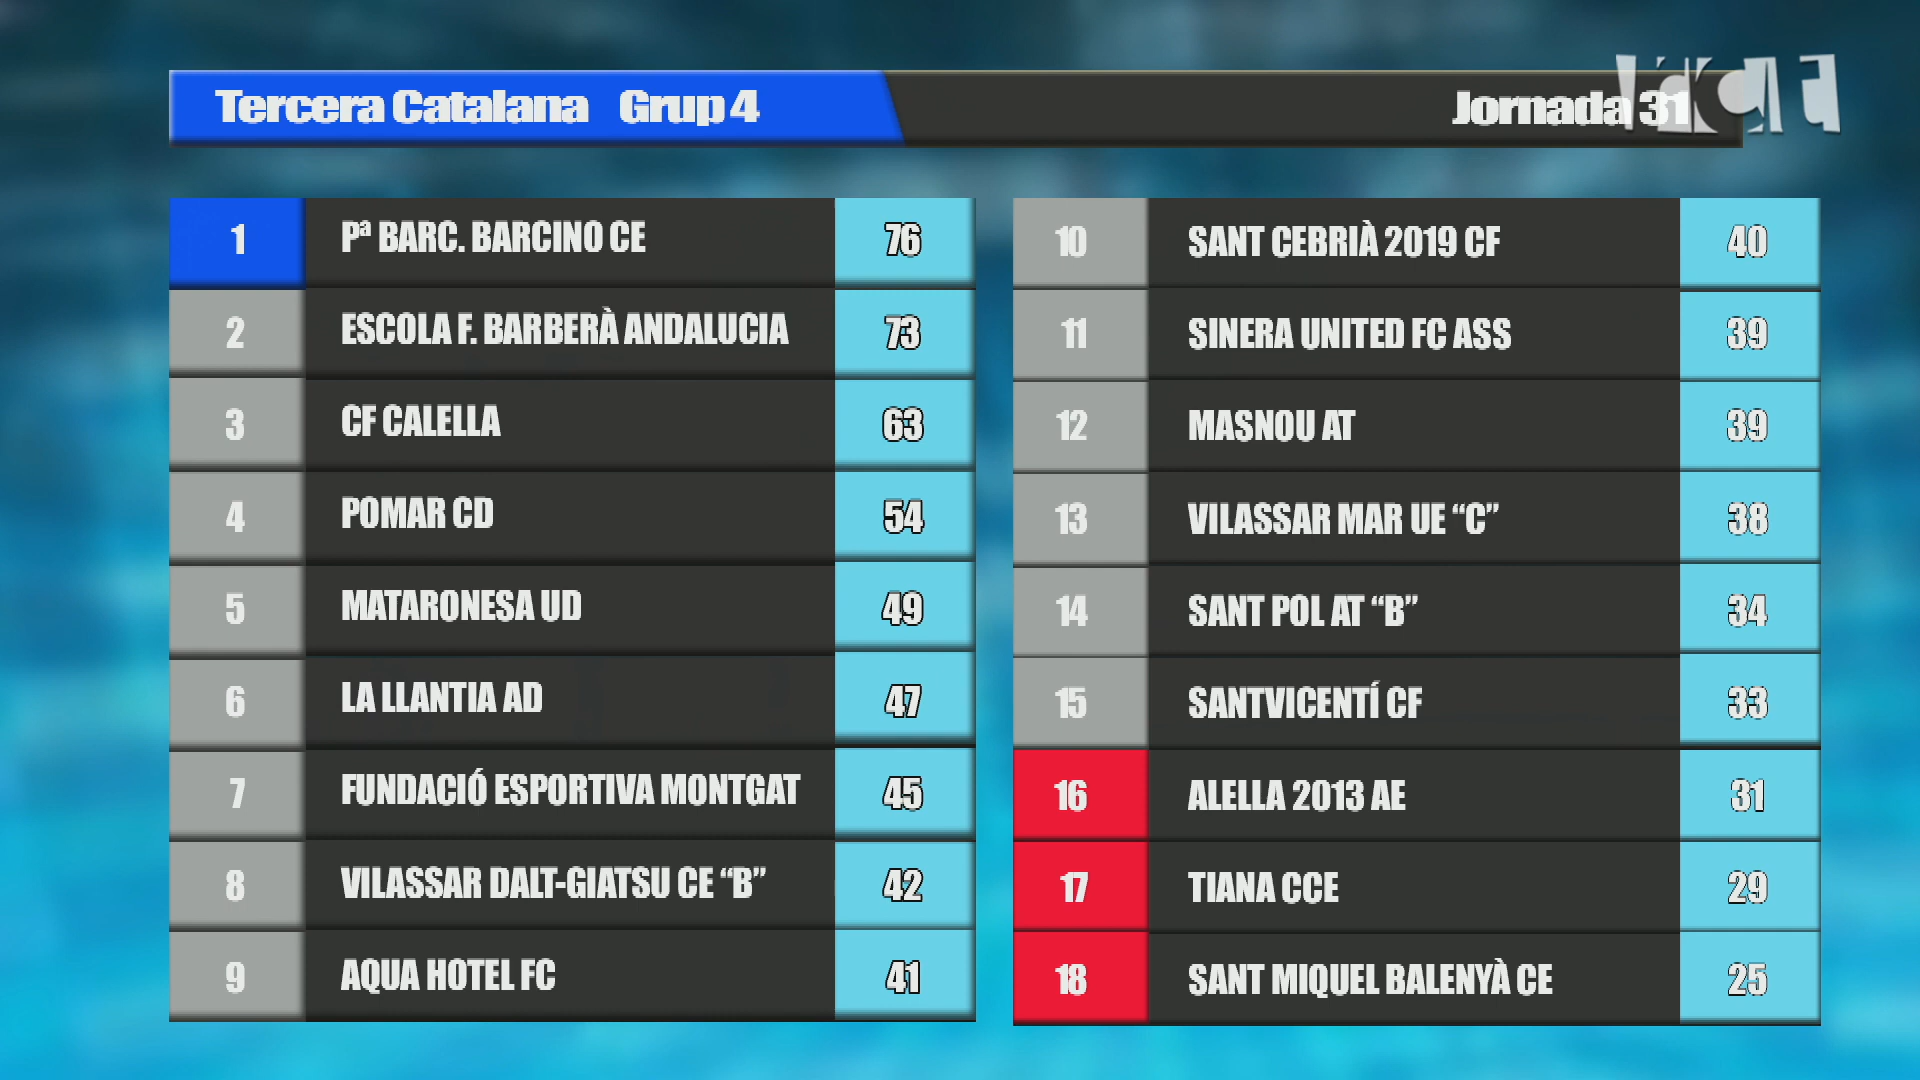 Tercera Catalana Grup 4
Jornada 31
1 Pª BARC. BARCINO CE 76
2 ESCOLA F. BARBERÀ ANDALUCIA 73
3 CF CALELLA 63
4 POMAR CD 54
5 MATARONESA UD 49
6 LA LLANTIA AD 47
7 FUNDACIÓ ESPORTIVA MONTGAT 45
8 VILASSAR DALT-GIATSU CE “B” 42
9 AQUA HOTEL FC 41
10 SANT CEBRIÀ 2019 CF 40
11 SINERA UNITED FC ASS 39
12 MASNOU AT 39
13 VILASSAR MAR UE “C” 38
14 SANT POL AT “B” 34
15 SANTVICENTÍ CF 33
16 ALELLA 2013 AE 31
17 TIANA CCE 29
18 SANT MIQUEL BALENYÀ CE 25